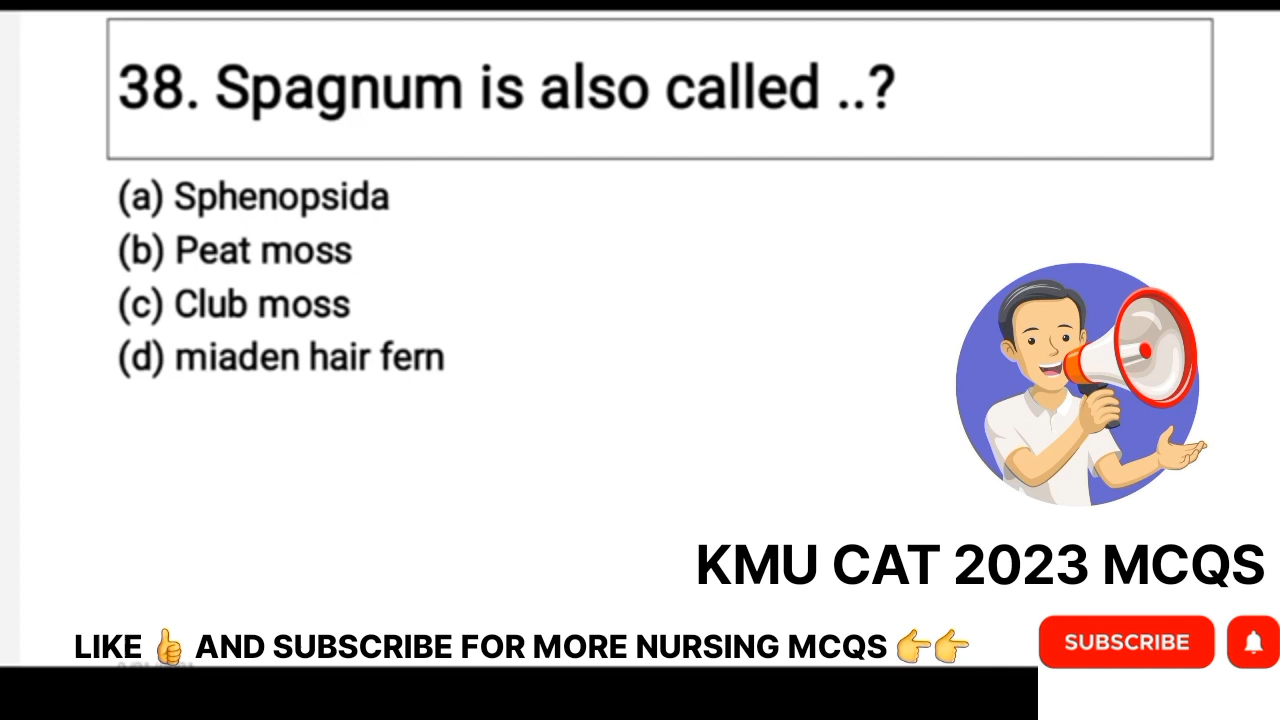 38. Spagnum is also called ..?
(a) Sphenopsida
(b) Peat moss
(c) Club moss
(d) miaden hair fern
KMU CAT 2023 MCQS
LIKE 👍 AND SUBSCRIBE FOR MORE NURSING MCQS 👉👉
SUBSCRIBE